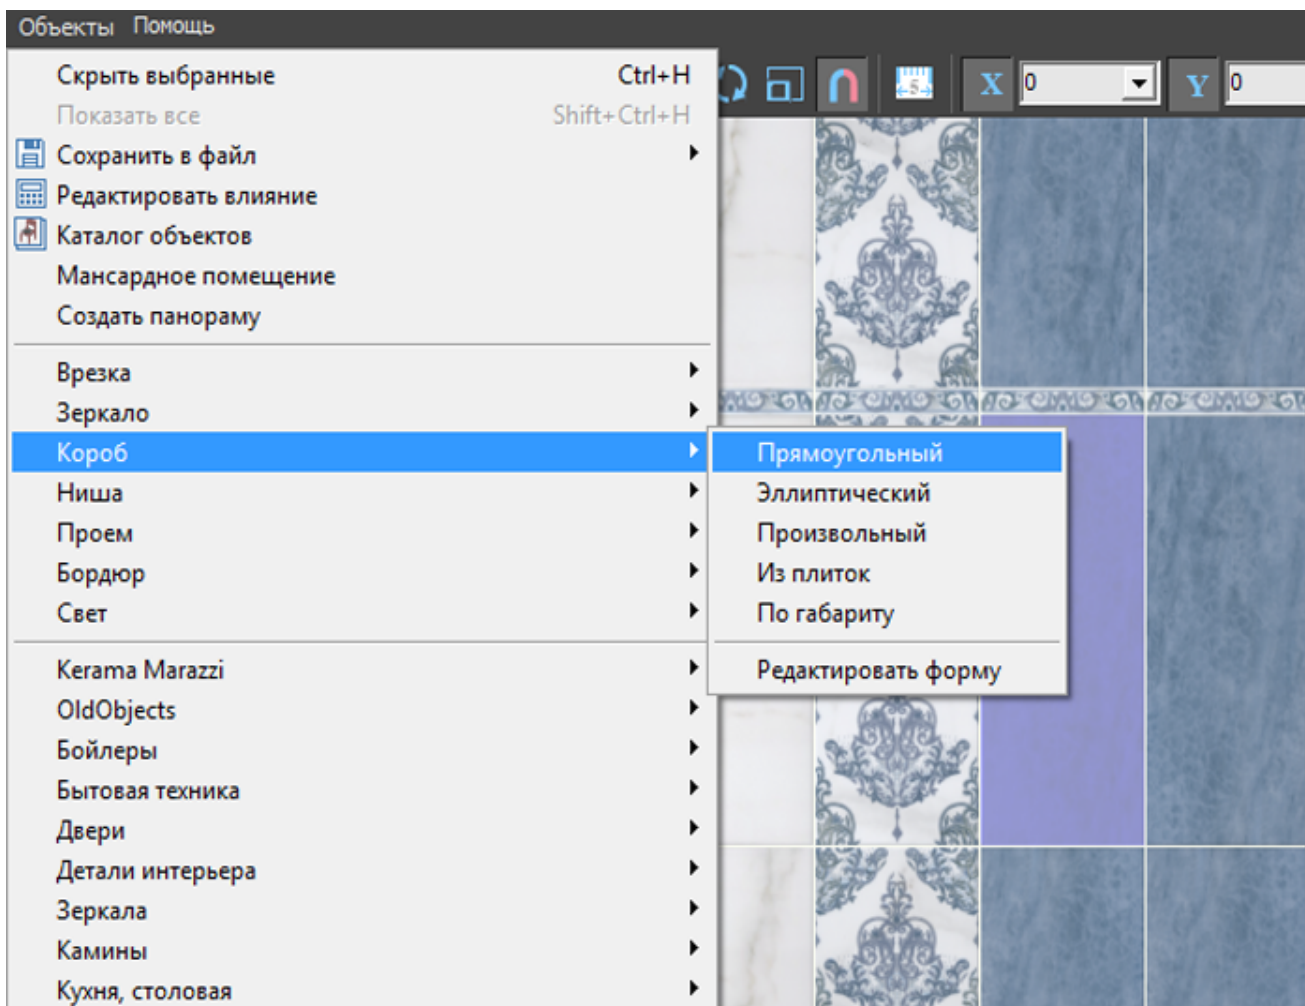 Объекты Помощь
Скрыть выбранные Ctrl+H
Показать все Shift+Ctrl+H
Сохранить в файл
Редактировать влияние
Каталог объектов
Мансардное помещение
Создать панораму
Врезка
Зеркало
Короб
Ниша
Проем
Бордюр
Свет
Kerama Marazzi
OldObjects
Бойлеры
Бытовая техника
Двери
Детали интерьера
Зеркала
Камины
Кухня, столовая
5 X 0 Y 0
Прямоугольный
Эллиптический
Произвольный
Из плиток
По габариту
Редактировать форму